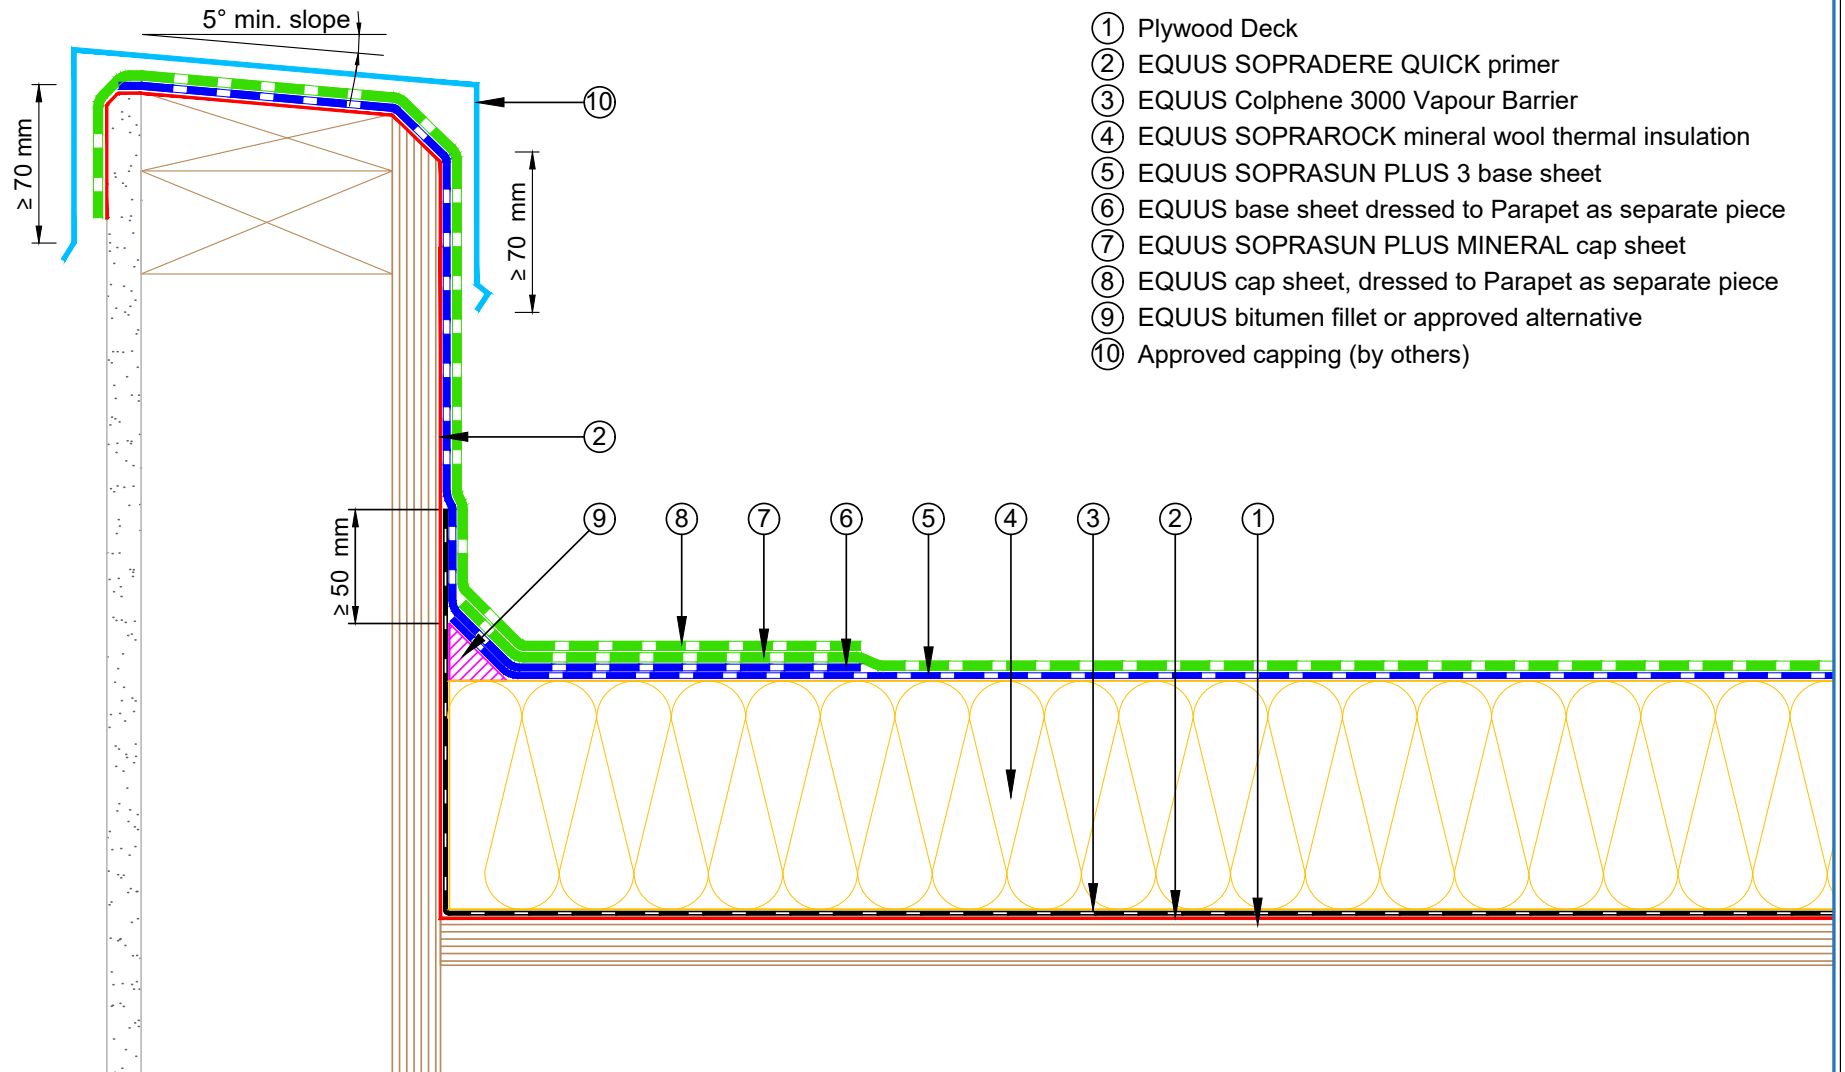 5° min. slope
① Plywood Deck
② EQUUS SOPRADERE QUICK primer
③ EQUUS Colphene 3000 Vapour Barrier
④ EQUUS SOPRAROCK mineral wool thermal insulation
⑤ EQUUS SOPRASUN PLUS 3 base sheet
⑥ EQUUS base sheet dressed to Parapet as separate piece
⑦ EQUUS SOPRASUN PLUS MINERAL cap sheet
⑧ EQUUS cap sheet, dressed to Parapet as separate piece
⑨ EQUUS bitumen fillet or approved alternative
⑩ Approved capping (by others)
⑩
≥ 70 mm
≥ 70 mm
②
≥ 50 mm
⑨ ⑧ ⑦ ⑥ ⑤ ④ ③ ② ①